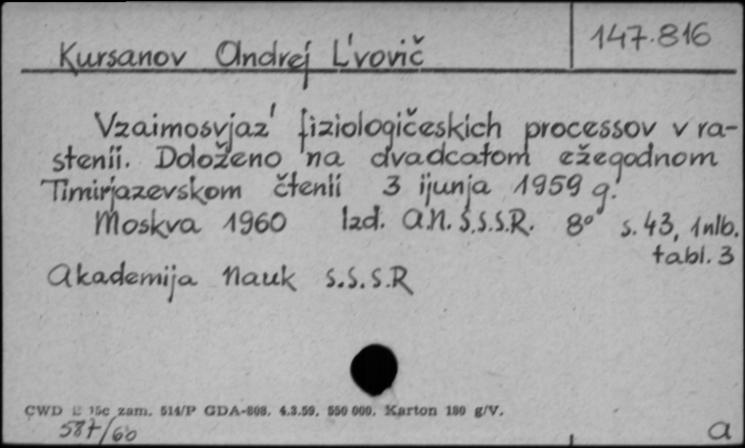 147.816
Kursanov Andrej L'vovič
Vzaimosvjaz' fiziologičeskich processov v ra-
stenii. Doloženo na dvadcatom ežegodnom
Timirjazevskom čtenii 3 ijunja 1959 g.
Moskva 1960 Izd. A.N. S.S.S.R. 8° s. 43, 1nlb.
tabl. 3
Akademija Nauk S.S.S.R
CWD 15c zam. 514/P GDA-808. 4.3.59. 550 000. Karton 180 g/V.
587/60
a